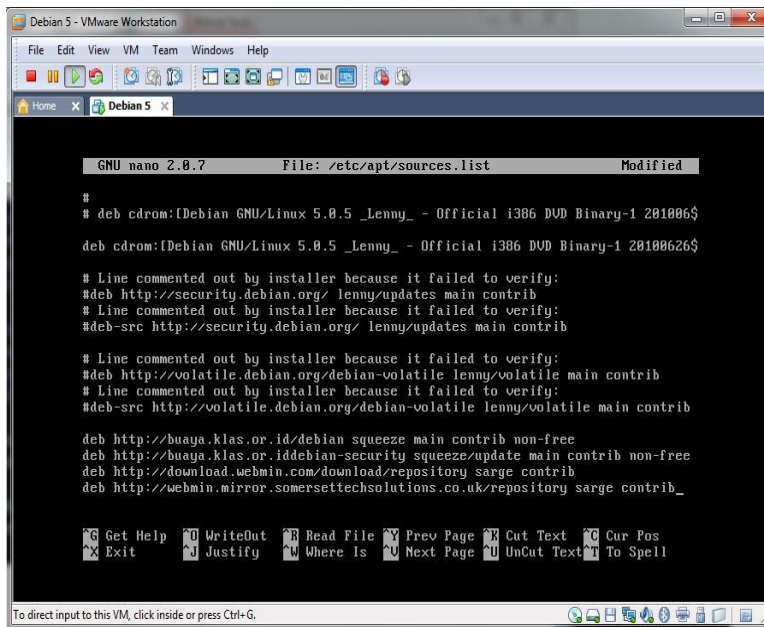 Debian 5 - VMware Workstation
File Edit View VM Team Windows Help
Home X Debian 5 X
GNU nano 2.0.7 File: /etc/apt/sources.list Modified
#
# deb cdrom:[Debian GNU/Linux 5.0.5 _Lenny_ - Official i386 DVD Binary-1 201006$
deb cdrom:[Debian GNU/Linux 5.0.5 _Lenny_ - Official i386 DVD Binary-1 20100626$
# Line commented out by installer because it failed to verify:
#deb http://security.debian.org/ lenny/updates main contrib
# Line commented out by installer because it failed to verify:
#deb-src http://security.debian.org/ lenny/updates main contrib
# Line commented out by installer because it failed to verify:
#deb http://volatile.debian.org/debian-volatile lenny/volatile main contrib
# Line commented out by installer because it failed to verify:
#deb-src http://volatile.debian.org/debian-volatile lenny/volatile main contrib
deb http://buaya.klas.or.id/debian squeeze main contrib non-free
deb http://buaya.klas.or.iddebian-security squeeze/update main contrib non-free
deb http://download.webmin.com/download/repository sarge contrib
deb http://webmin.mirror.somersettechsolutions.co.uk/repository sarge contrib_
^G Get Help ^O WriteOut ^R Read File ^Y Prev Page ^K Cut Text ^C Cur Pos
^X Exit ^J Justify ^W Where Is ^V Next Page ^U UnCut Text ^T To Spell
To direct input to this VM, click inside or press Ctrl+G.